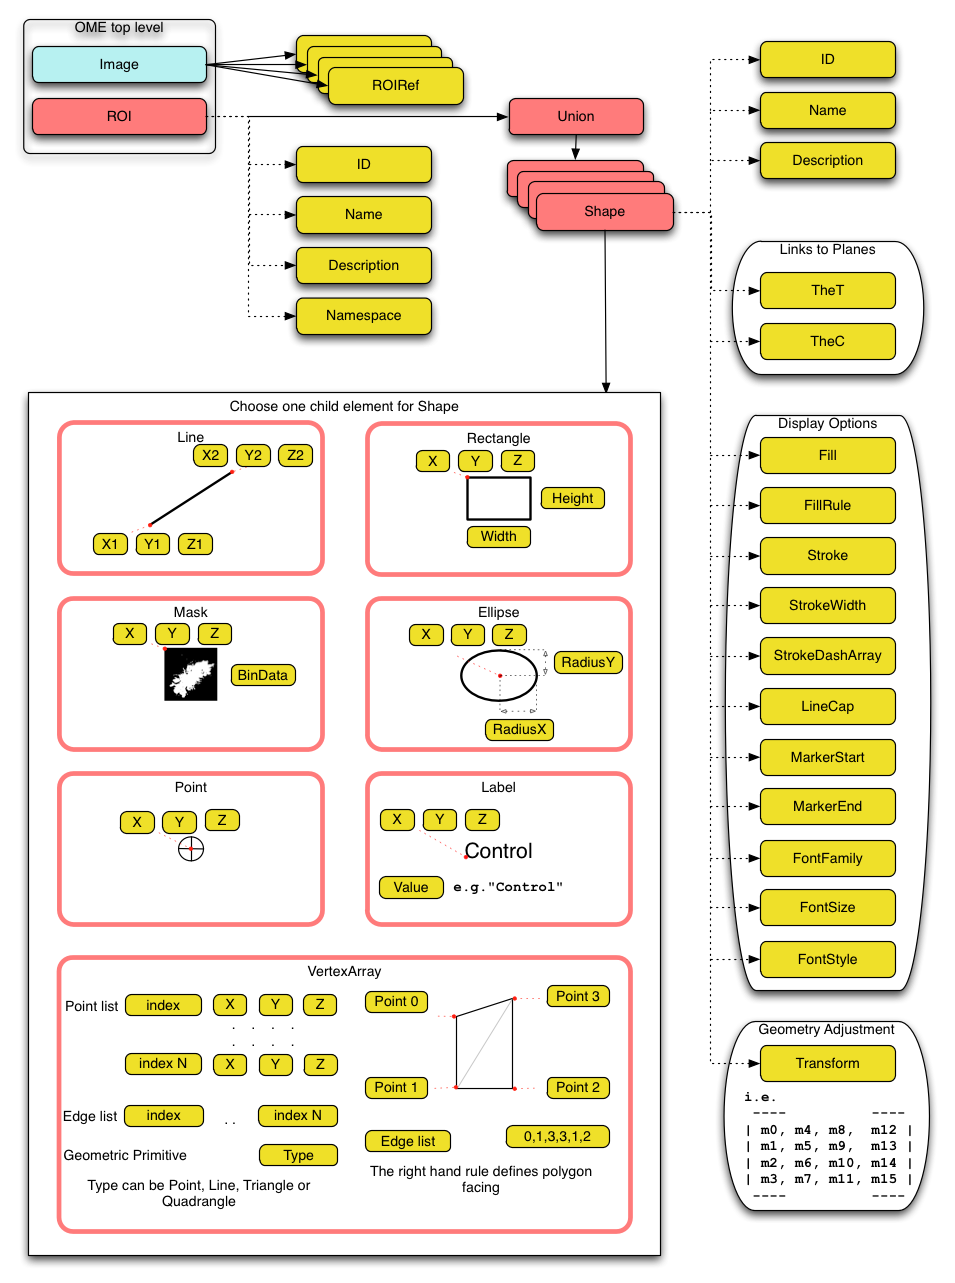 OME top level
Image
ROI
ROIRef
ID
Name
Description
Namespace
Union
Shape
ID
Name
Description
Links to Planes
TheT
TheC
Display Options
Fill
FillRule
Stroke
StrokeWidth
StrokeDashArray
LineCap
MarkerStart
MarkerEnd
FontFamily
FontSize
FontStyle
Geometry Adjustment
Transform
i.e.
---- ----
| m0, m4, m8, m12 |
| m1, m5, m9, m13 |
| m2, m6, m10, m14 |
| m3, m7, m11, m15 |
---- ----
Choose one child element for Shape
Line
X2 Y2 Z2
X1 Y1 Z1
Rectangle
X Y Z
Height
Width
Mask
X Y Z
BinData
Ellipse
X Y Z
RadiusY
RadiusX
Point
X Y Z
Label
X Y Z
Control
Value e.g."Control"
VertexArray
Point list index X Y Z
. . . .
. . . .
index N X Y Z
Edge list index . . index N
Geometric Primitive Type
Type can be Point, Line, Triangle or
Quadrangle
Point 0 Point 3
Point 1 Point 2
Edge list 0,1,3,3,1,2
The right hand rule defines polygon
facing